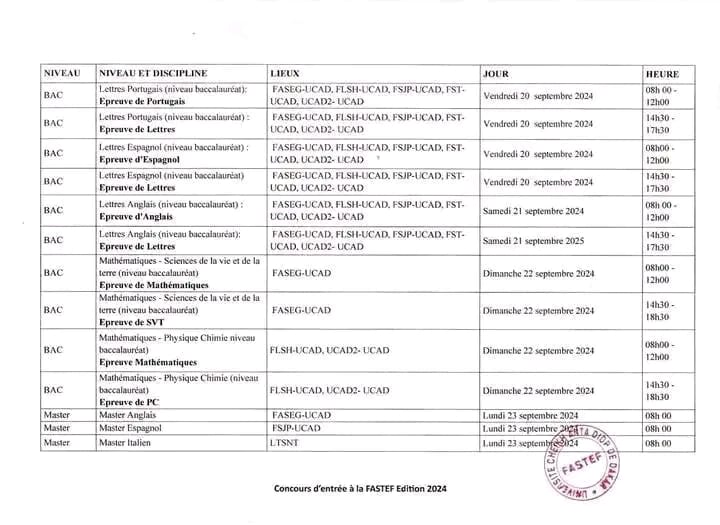 NIVEAU NIVEAU ET DISCIPLINE LIEUX JOUR HEURE
BAC Lettres Portugais (niveau baccalauréat): Epreuve de Portugais FASEG-UCAD, FLSH-UCAD, FSJP-UCAD, FST-UCAD, UCAD2- UCAD Vendredi 20 septembre 2024 08h 00 - 12h00
BAC Lettres Portugais (niveau baccalauréat) : Epreuve de Lettres FASEG-UCAD, FLSH-UCAD, FSJP-UCAD, FST-UCAD, UCAD2- UCAD Vendredi 20 septembre 2024 14h30 - 17h30
BAC Lettres Espagnol (niveau baccalauréat) : Epreuve d'Espagnol FASEG-UCAD, FLSH-UCAD, FSJP-UCAD, FST-UCAD, UCAD2- UCAD Vendredi 20 septembre 2024 08h00 - 12h00
BAC Lettres Espagnol (niveau baccalauréat) Epreuve de Lettres FASEG-UCAD, FLSH-UCAD, FSJP-UCAD, FST-UCAD, UCAD2- UCAD Vendredi 20 septembre 2024 14h30 - 17h30
BAC Lettres Anglais (niveau baccalauréat) : Epreuve d'Anglais FASEG-UCAD, FLSH-UCAD, FSJP-UCAD, FST-UCAD, UCAD2- UCAD Samedi 21 septembre 2024 08h 00 - 12h00
BAC Lettres Anglais (niveau baccalauréat): Epreuve de Lettres FASEG-UCAD, FLSH-UCAD, FSJP-UCAD, FST-UCAD, UCAD2- UCAD Samedi 21 septembre 2025 14h30 - 17h30
BAC Mathématiques - Sciences de la vie et de la terre (niveau baccalauréat) Epreuve de Mathématiques FASEG-UCAD Dimanche 22 septembre 2024 08h00 - 12h00
BAC Mathématiques - Sciences de la vie et de la terre (niveau baccalauréat) Epreuve de SVT FASEG-UCAD Dimanche 22 septembre 2024 14h30 - 18h30
BAC Mathématiques - Physique Chimie niveau baccalauréat) Epreuve Mathématiques FLSH-UCAD, UCAD2- UCAD Dimanche 22 septembre 2024 08h00 - 12h00
BAC Mathématiques - Physique Chimie (niveau baccalauréat) Epreuve de PC FLSH-UCAD, UCAD2- UCAD Dimanche 22 septembre 2024 14h30 - 18h30
Master Master Anglais FASEG-UCAD Lundi 23 septembre 2024 08h 00
Master Master Espagnol FSJP-UCAD Lundi 23 septembre 2024 08h 00
Master Master Italien LTSNT Lundi 23 septembre 2024 08h 00
UNIVERSITE CHEIKH ANTA DIOP DE DAKAR
FASTEF
Concours d'entrée à la FASTEF Edition 2024